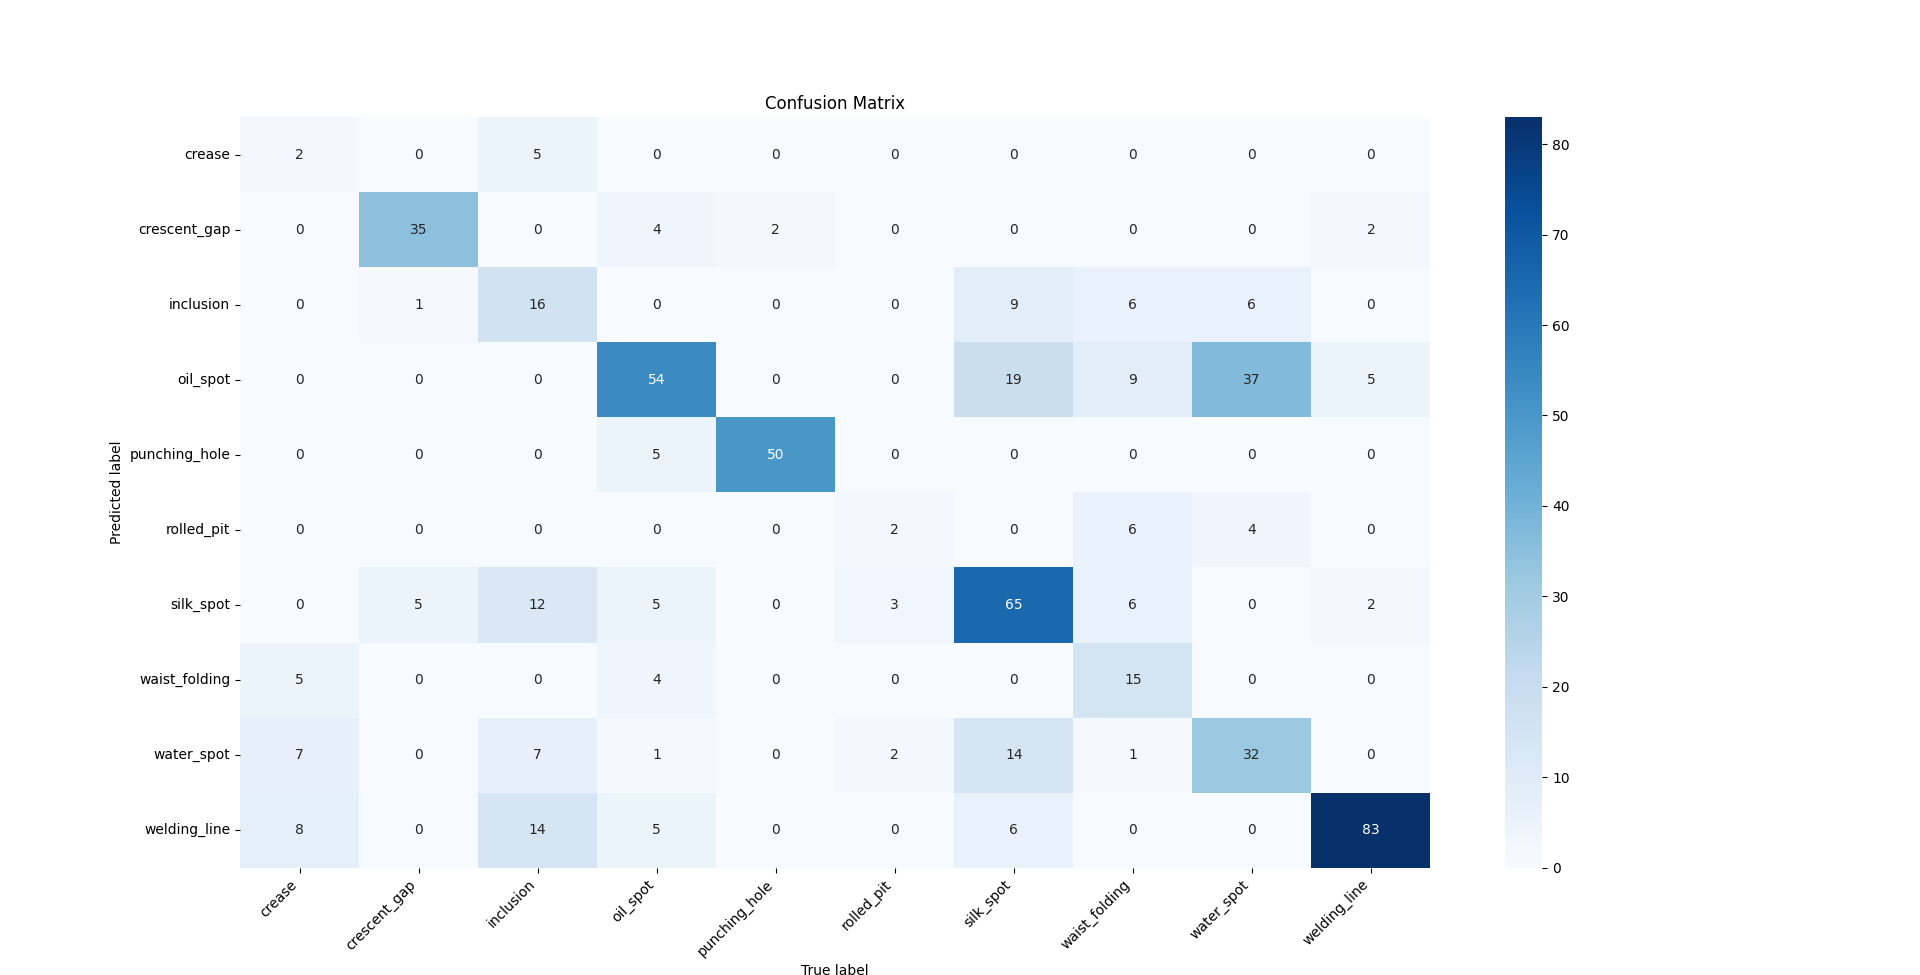 Confusion Matrix
Predicted label
crease 2 0 5 0 0 0 0 0 0 0
crescent_gap 0 35 0 4 2 0 0 0 0 2
inclusion 0 1 16 0 0 0 9 6 6 0
oil_spot 0 0 0 54 0 0 19 9 37 5
punching_hole 0 0 0 5 50 0 0 0 0 0
rolled_pit 0 0 0 0 0 2 0 6 4 0
silk_spot 0 5 12 5 0 3 65 6 0 2
waist_folding 5 0 0 4 0 0 0 15 0 0
water_spot 7 0 7 1 0 2 14 1 32 0
welding_line 8 0 14 5 0 0 6 0 0 83
crease crescent_gap inclusion oil_spot punching_hole rolled_pit silk_spot waist_folding water_spot welding_line
True label
80
70
60
50
40
30
20
10
0